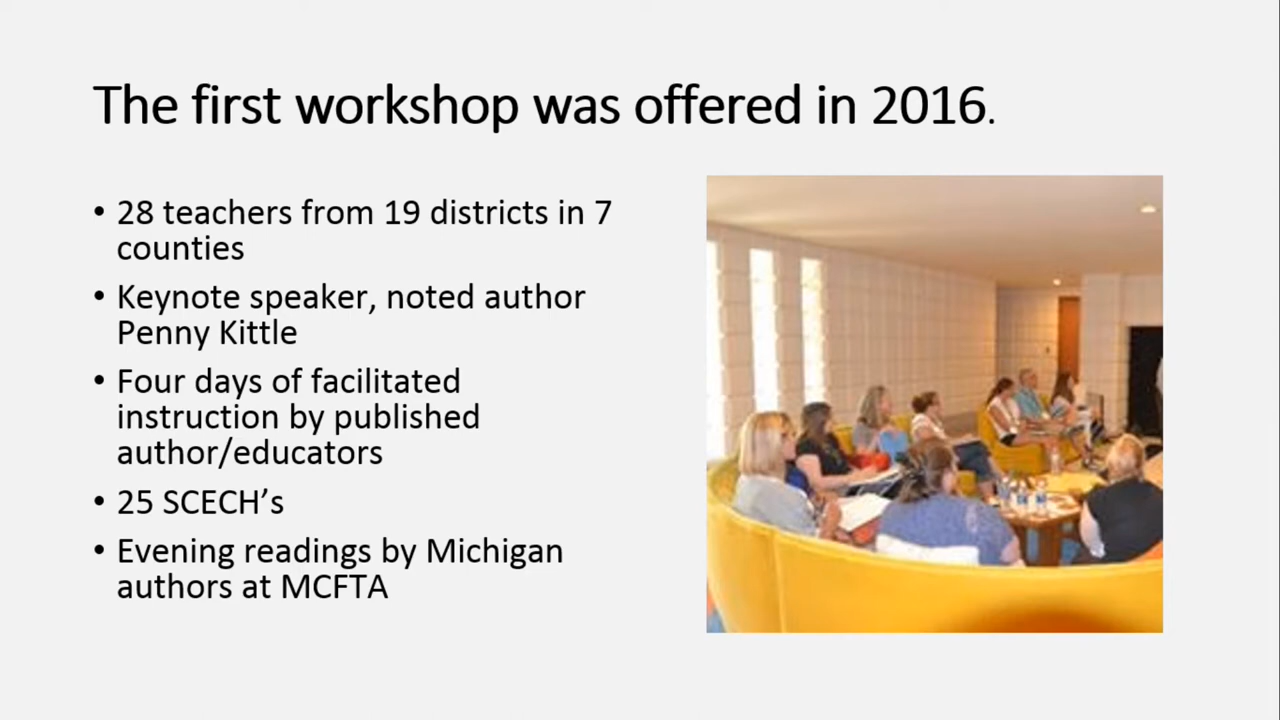 The first workshop was offered in 2016.
• 28 teachers from 19 districts in 7
counties
• Keynote speaker, noted author
Penny Kittle
• Four days of facilitated
instruction by published
author/educators
• 25 SCECH’s
• Evening readings by Michigan
authors at MCFTA